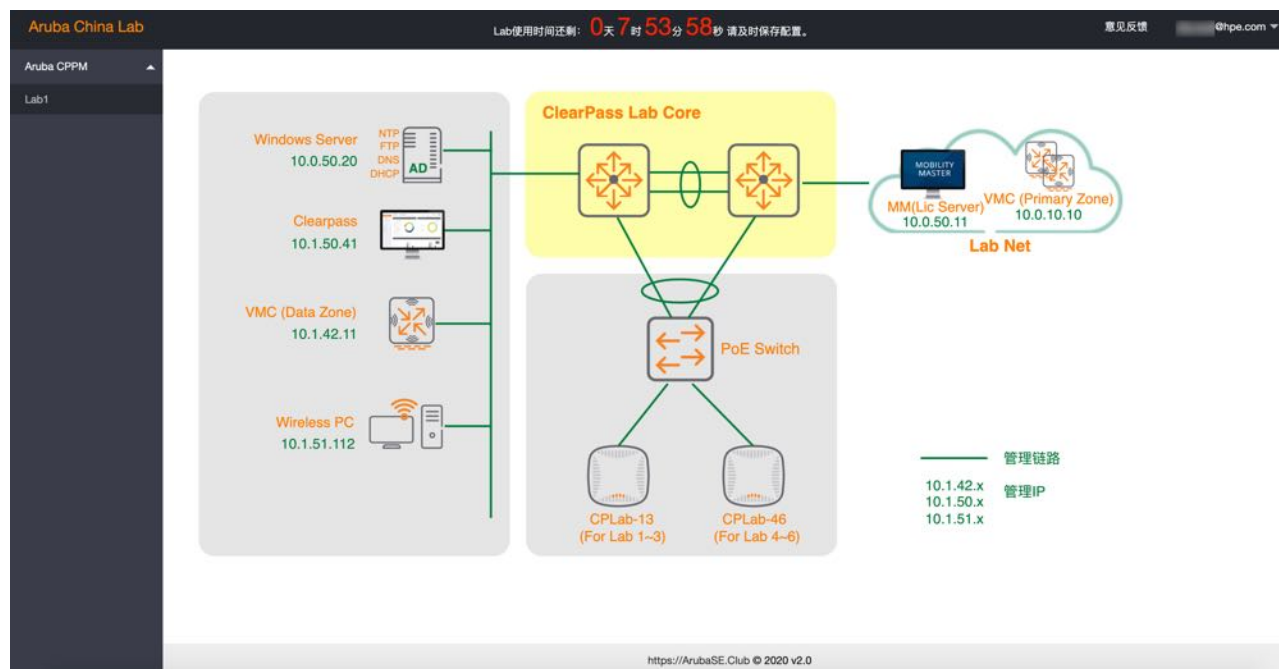 Aruba China Lab
Lab使用时间还剩: 0天7时53分58秒 请及时保存配置。
意见反馈
@hpe.com
Aruba CPPM
Lab1
Windows Server
10.0.50.20
NTP
FTP
DNS
DHCP
AD
Clearpass
10.1.50.41
VMC (Data Zone)
10.1.42.11
Wireless PC
10.1.51.112
ClearPass Lab Core
MOBILITY
MASTER
MM(Lic Server)
10.0.50.11
VMC (Primary Zone)
10.0.10.10
Lab Net
PoE Switch
CPLab-13
(For Lab 1~3)
CPLab-46
(For Lab 4~6)
管理链路
10.1.42.x
10.1.50.x
10.1.51.x
管理IP
https://ArubaSE.Club © 2020 v2.0